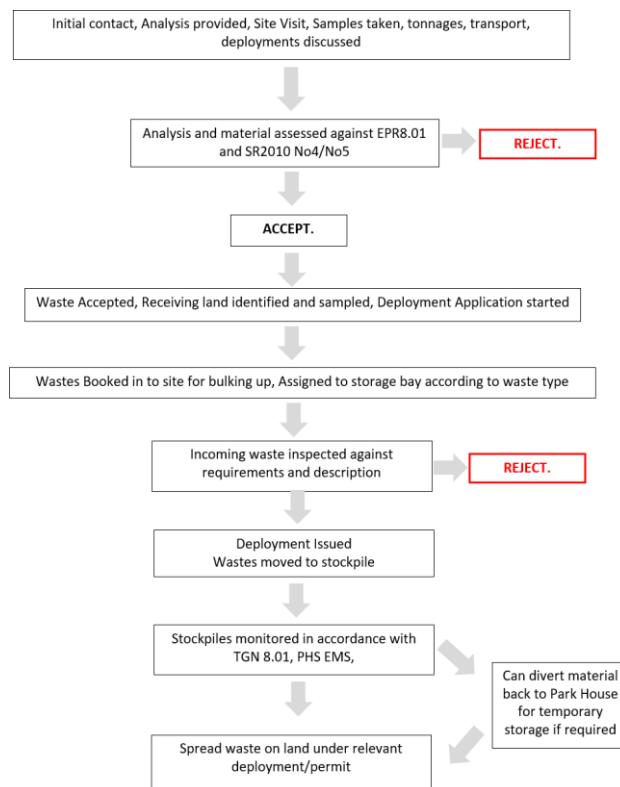 Initial contact, Analysis provided, Site Visit, Samples taken, tonnages, transport,
deployments discussed
Analysis and material assessed against EPR8.01
and SR2010 No4/No5
REJECT.
ACCEPT.
Waste Accepted, Receiving land identified and sampled, Deployment Application started
Wastes Booked in to site for bulking up, Assigned to storage bay according to waste type
Incoming waste inspected against
requirements and description
REJECT.
Deployment Issued
Wastes moved to stockpile
Stockpiles monitored in accordance with
TGN 8.01, PHS EMS,
Can divert material
back to Park House
for temporary
storage if required
Spread waste on land under relevant
deployment/permit